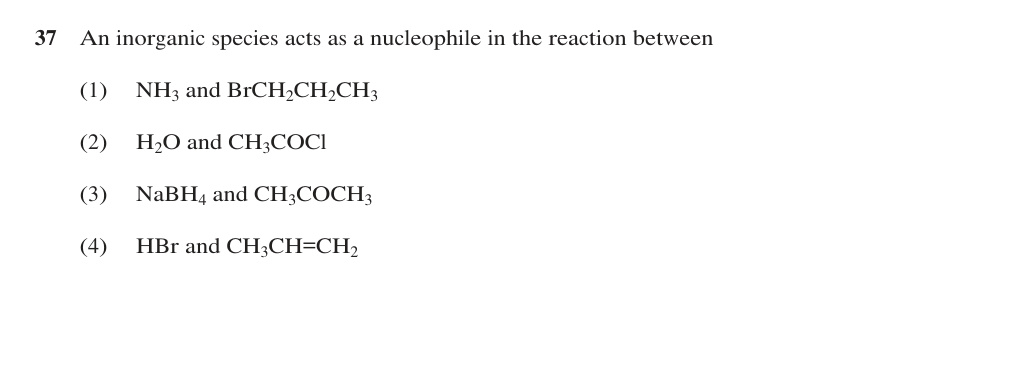 37 An inorganic species acts as a nucleophile in the reaction between
(1) NH₃ and BrCH₂CH₂CH₃
(2) H₂O and CH₃COCl
(3) NaBH₄ and CH₃COCH₃
(4) HBr and CH₃CH=CH₂